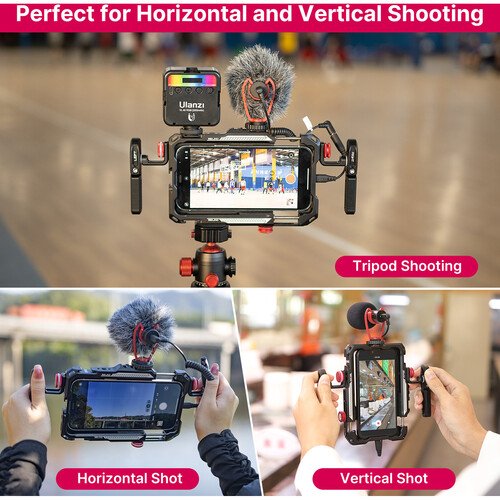 Perfect for Horizontal and Vertical Shooting
Ulanzi
Tripod Shooting
Horizontal Shot
Vertical Shot